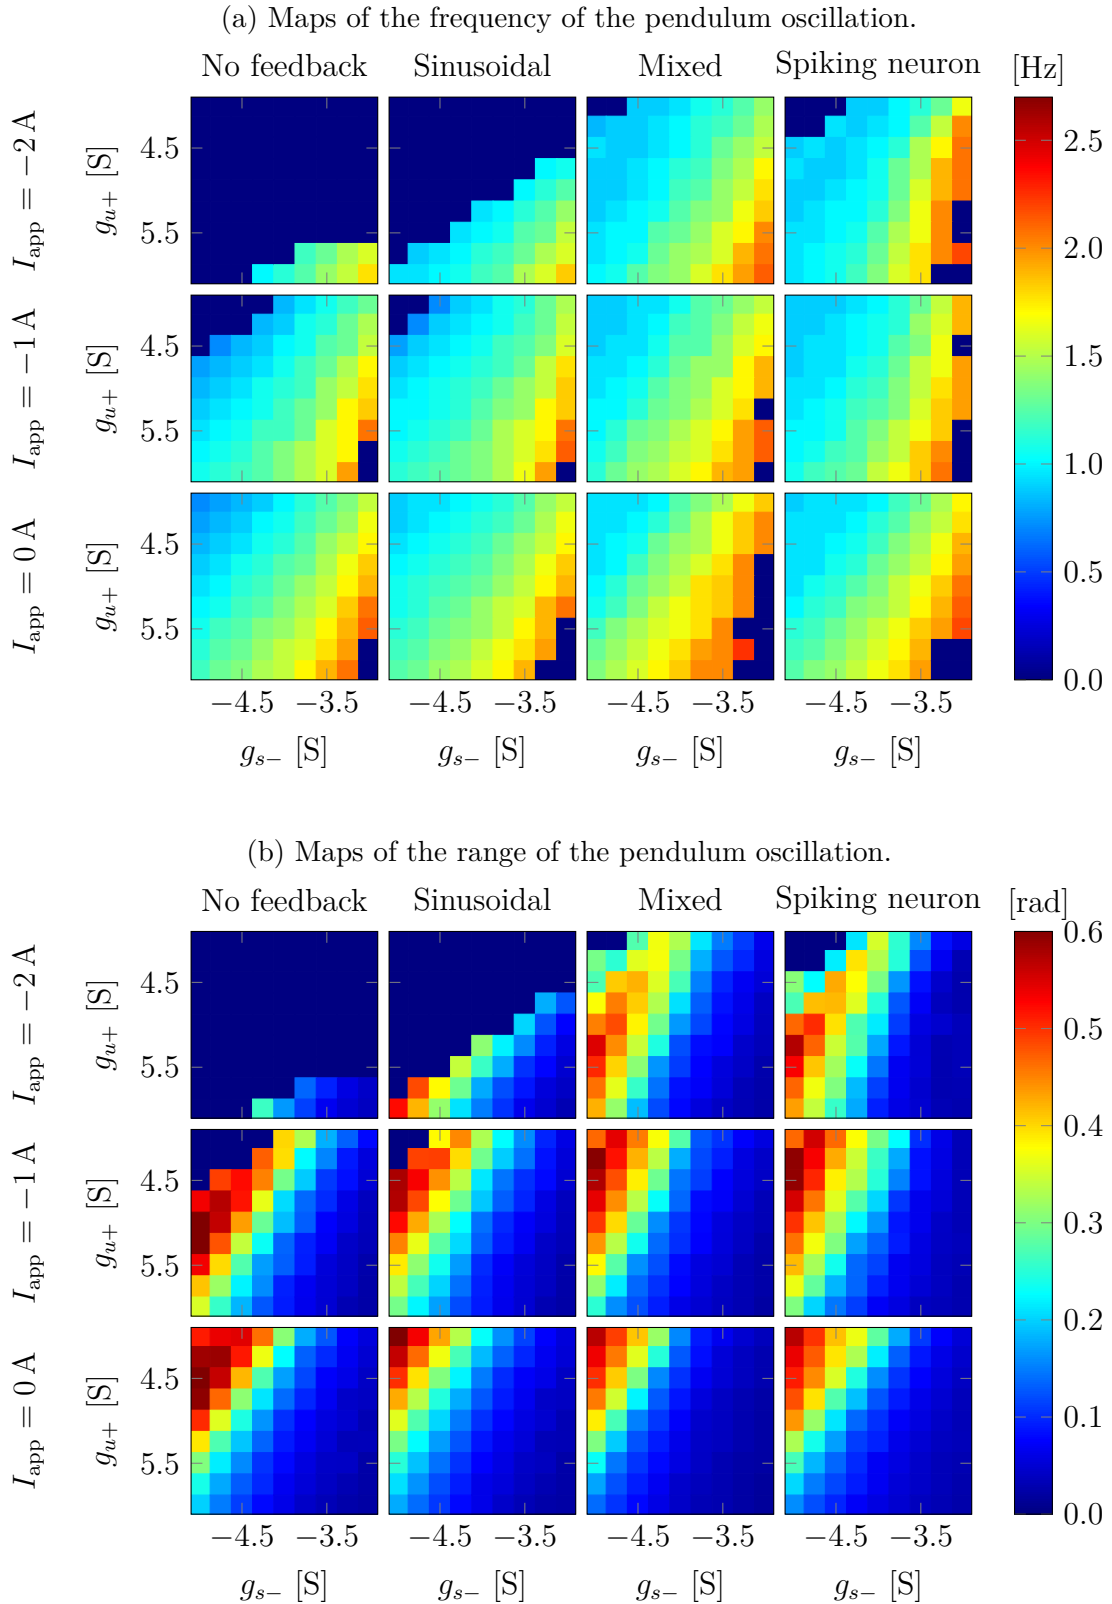 (a) Maps of the frequency of the pendulum oscillation.
No feedback Sinusoidal Mixed Spiking neuron [Hz]
I_app = −2 A
g_u+ [S]
4.5
5.5
I_app = −1 A
g_u+ [S]
4.5
5.5
I_app = 0 A
g_u+ [S]
4.5
5.5
2.5
2.0
1.5
1.0
0.5
0.0
−4.5 −3.5 −4.5 −3.5 −4.5 −3.5 −4.5 −3.5
g_s− [S] g_s− [S] g_s− [S] g_s− [S]
(b) Maps of the range of the pendulum oscillation.
No feedback Sinusoidal Mixed Spiking neuron [rad]
I_app = −2 A
g_u+ [S]
4.5
5.5
I_app = −1 A
g_u+ [S]
4.5
5.5
I_app = 0 A
g_u+ [S]
4.5
5.5
0.6
0.5
0.4
0.3
0.2
0.1
0.0
−4.5 −3.5 −4.5 −3.5 −4.5 −3.5 −4.5 −3.5
g_s− [S] g_s− [S] g_s− [S] g_s− [S]